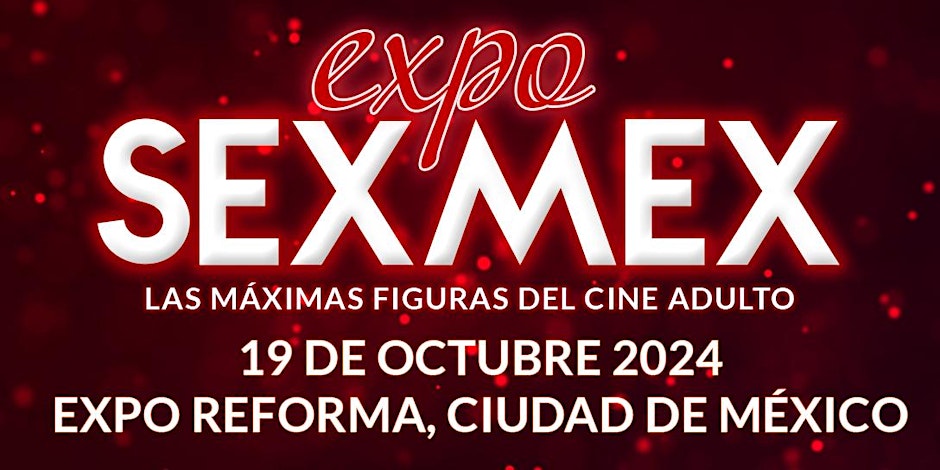 expo
SEXMEX
LAS MÁXIMAS FIGURAS DEL CINE ADULTO
19 DE OCTUBRE 2024
EXPO REFORMA, CIUDAD DE MÉXICO